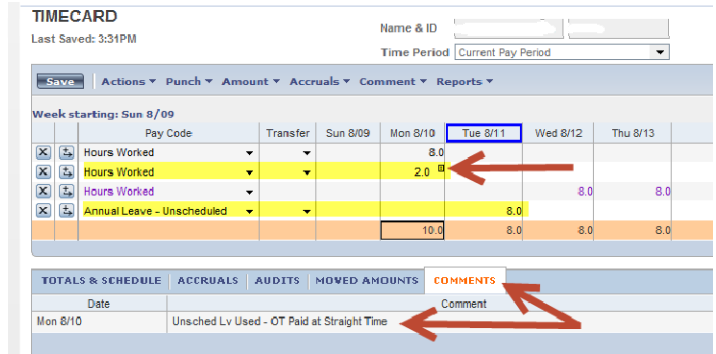 TIMECARD
Last Saved: 3:31PM
Name & ID
Time Period Current Pay Period
Save Actions Punch Amount Accruals Comment Reports
Week starting: Sun 8/09
Pay Code Transfer Sun 8/09 Mon 8/10 Tue 8/11 Wed 8/12 Thu 8/13
Hours Worked 8.0
Hours Worked 2.0
Hours Worked 8.0 8.0
Annual Leave - Unscheduled 8.0
10.0 8.0 8.0 8.0
TOTALS & SCHEDULE ACCRUALS AUDITS MOVED AMOUNTS COMMENTS
Date Comment
Mon 8/10 Unsched Lv Used - OT Paid at Straight Time